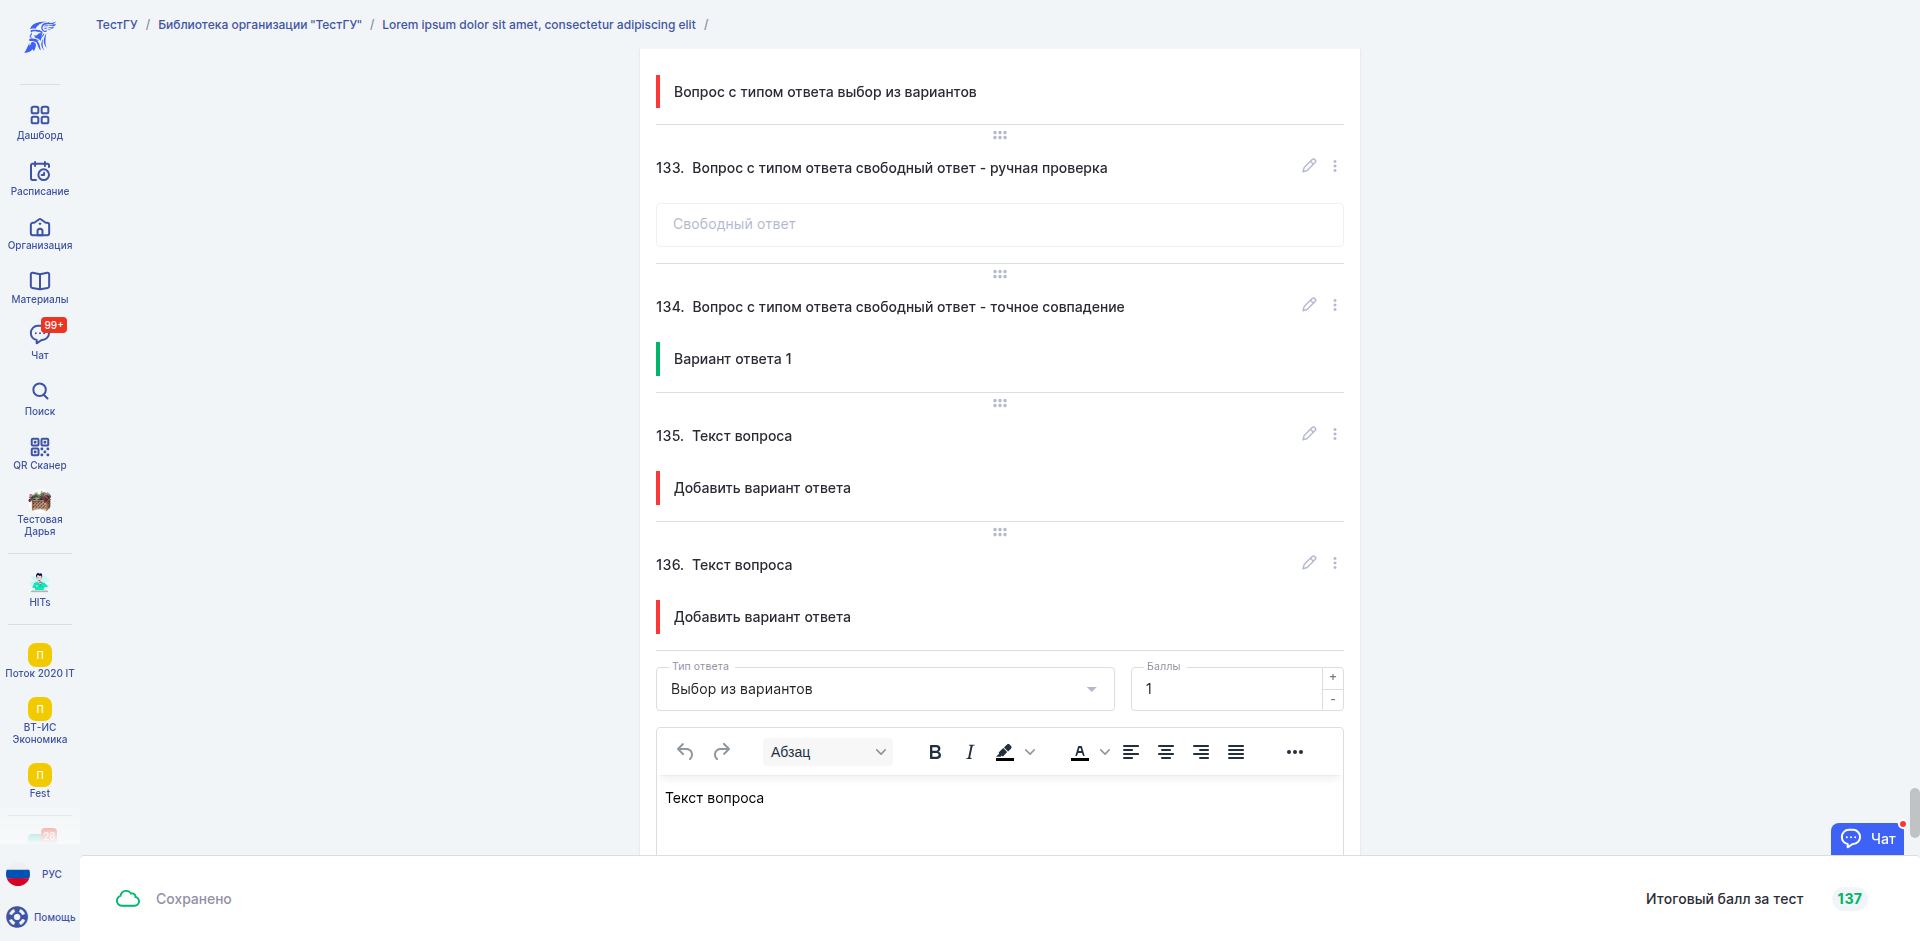 ТестГУ / Библиотека организации "ТестГУ" / Lorem ipsum dolor sit amet, consectetur adipiscing elit /
Дашборд
Расписание
Организация
Материалы
99+
Чат
Поиск
QR Сканер
Тестовая
Дарья
HITs
П
Поток 2020 IT
П
ВТ-ИС
Экономика
П
Fest
28
РУС
Помощь
Вопрос с типом ответа выбор из вариантов
133. Вопрос с типом ответа свободный ответ - ручная проверка
Свободный ответ
134. Вопрос с типом ответа свободный ответ - точное совпадение
Вариант ответа 1
135. Текст вопроса
Добавить вариант ответа
136. Текст вопроса
Добавить вариант ответа
Тип ответа
Выбор из вариантов
Баллы
1
+
-
Абзац
B I A
Текст вопроса
Чат
Сохранено
Итоговый балл за тест 137